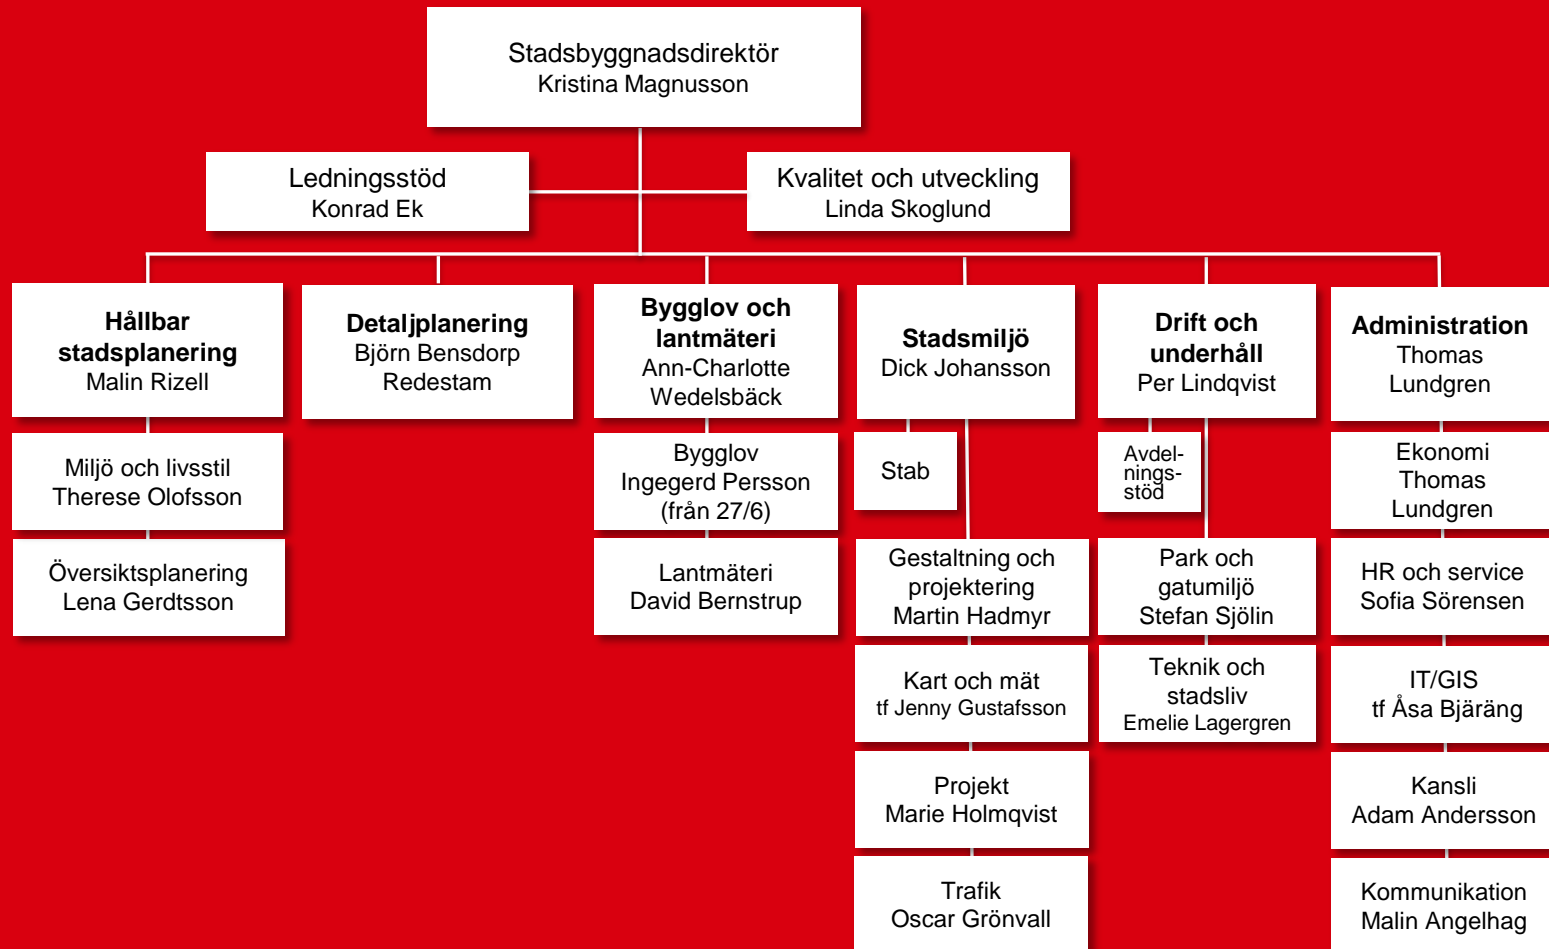 Stadsbyggnadsdirektör
Kristina Magnusson
Ledningsstöd
Konrad Ek
Kvalitet och utveckling
Linda Skoglund
Hållbar
stadsplanering
Malin Rizell
Detaljplanering
Björn Bensdorp
Redestam
Bygglov och
lantmäteri
Ann-Charlotte
Wedelsbäck
Stadsmiljö
Dick Johansson
Drift och
underhåll
Per Lindqvist
Administration
Thomas
Lundgren
Miljö och livsstil
Therese Olofsson
Bygglov
Ingegerd Persson
(från 27/6)
Stab
Avdel-
nings-
stöd
Ekonomi
Thomas
Lundgren
Översiktsplanering
Lena Gerdtsson
Lantmäteri
David Bernstrup
Gestaltning och
projektering
Martin Hadmyr
Park och
gatumiljö
Stefan Sjölin
HR och service
Sofia Sörensen
Kart och mät
tf Jenny Gustafsson
Teknik och
stadsliv
Emelie Lagergren
IT/GIS
tf Åsa Bjäräng
Projekt
Marie Holmqvist
Kansli
Adam Andersson
Trafik
Oscar Grönvall
Kommunikation
Malin Angelhag